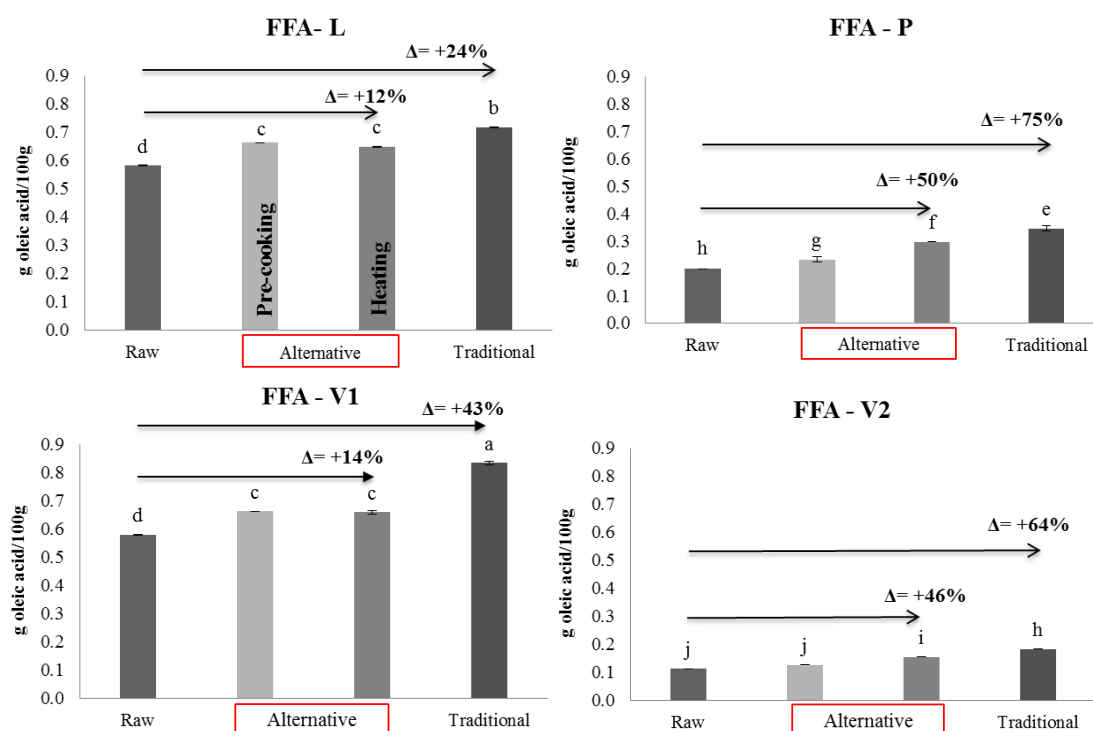 FFA- L
Δ= +24%
Δ= +12%
g oleic acid/100g
0.9
0.8
0.7
0.6
0.5
0.4
0.3
0.2
0.1
0.0
d
c
c
b
Pre-cooking
Heating
Raw
Alternative
Traditional
FFA - P
Δ= +75%
Δ= +50%
g oleic acid/100g
0.9
0.8
0.7
0.6
0.5
0.4
0.3
0.2
0.1
0.0
h
g
f
e
Raw
Alternative
Traditional
FFA - V1
Δ= +43%
Δ= +14%
g oleic acid/100g
0.9
0.8
0.7
0.6
0.5
0.4
0.3
0.2
0.1
0.0
d
c
c
a
Raw
Alternative
Traditional
FFA - V2
Δ= +64%
Δ= +46%
g oleic acid/100g
0.9
0.8
0.7
0.6
0.5
0.4
0.3
0.2
0.1
0.0
j
j
i
h
Raw
Alternative
Traditional